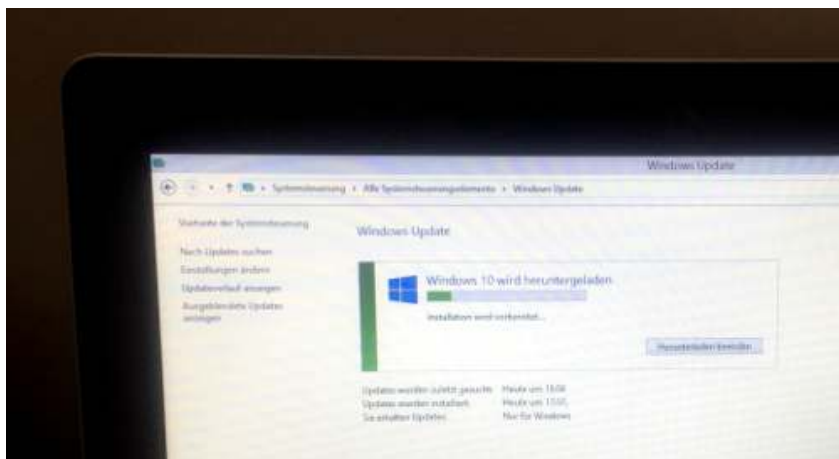 Windows Update
Systemsteuerung Alle Systemsteuerungselemente Windows Update
Startseite der Systemsteuerung
Windows Update
Nach Updates suchen
Einstellungen ändern
Updateverlauf anzeigen
Ausgeblendete Updates
anzeigen
Windows 10 wird heruntergeladen
Installation wird vorbereitet...
Herunterladen beenden
Updates wurden zuletzt gesucht: Heute um
Updates wurden installiert: Heute um
Sie erhalten Updates: Nur für Windows